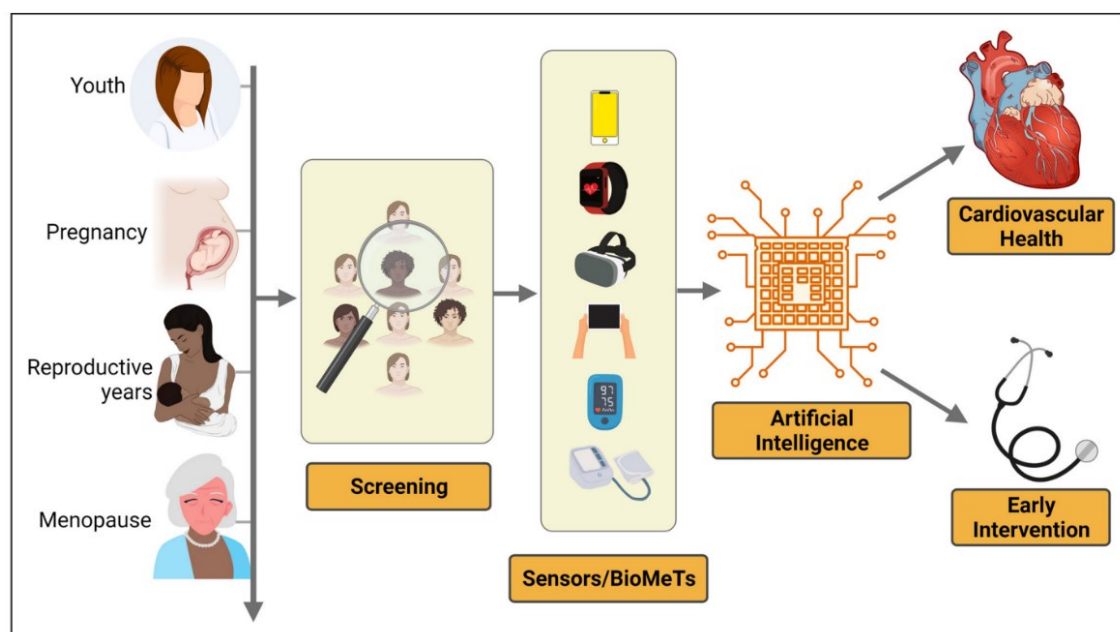 Youth
Pregnancy
Reproductive
years
Menopause
Screening
97
75
Sensors/BioMeTs
Artificial
Intelligence
Cardiovascular
Health
Early
Intervention